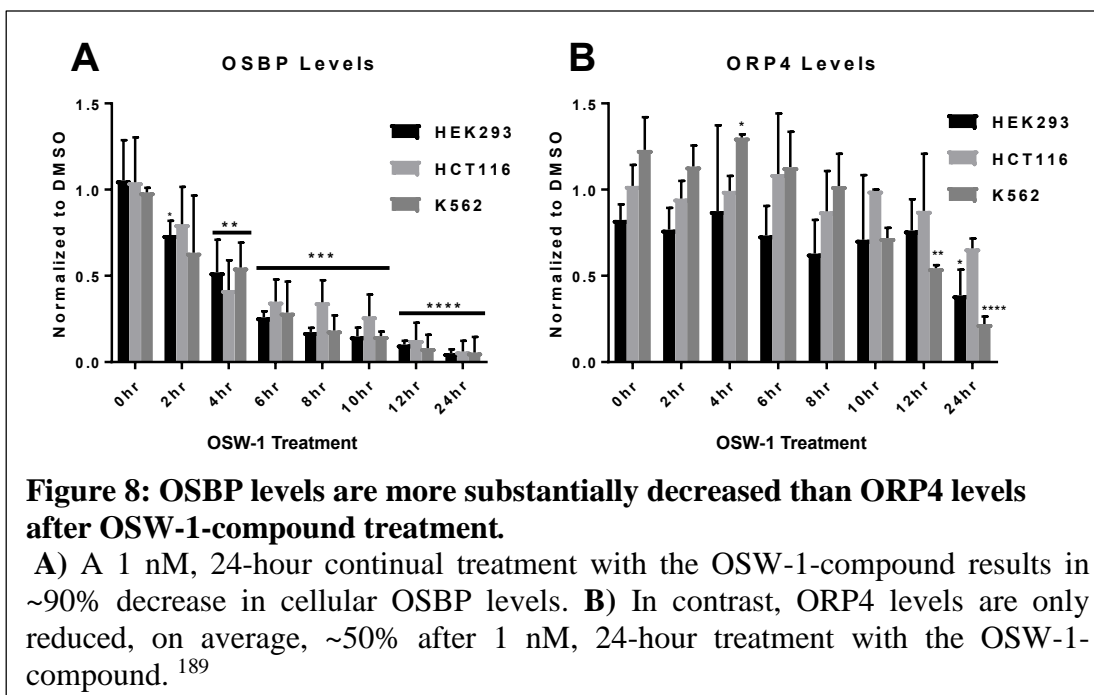 A
OSBP Levels
Normalized to DMSO
1.5
1.0
0.5
0.0
HEK293
HCT116
K562
*
**
***
****
0hr
2hr
4hr
6hr
8hr
10hr
12hr
24hr
OSW-1 Treatment
B
ORP4 Levels
Normalized to DMSO
1.5
1.0
0.5
0.0
HEK293
HCT116
K562
*
**
*
****
0hr
2hr
4hr
6hr
8hr
10hr
12hr
24hr
OSW-1 Treatment
Figure 8: OSBP levels are more substantially decreased than ORP4 levels
after OSW-1-compound treatment.
A) A 1 nM, 24-hour continual treatment with the OSW-1-compound results in
~90% decrease in cellular OSBP levels. B) In contrast, ORP4 levels are only
reduced, on average, ~50% after 1 nM, 24-hour treatment with the OSW-1-
compound. 189